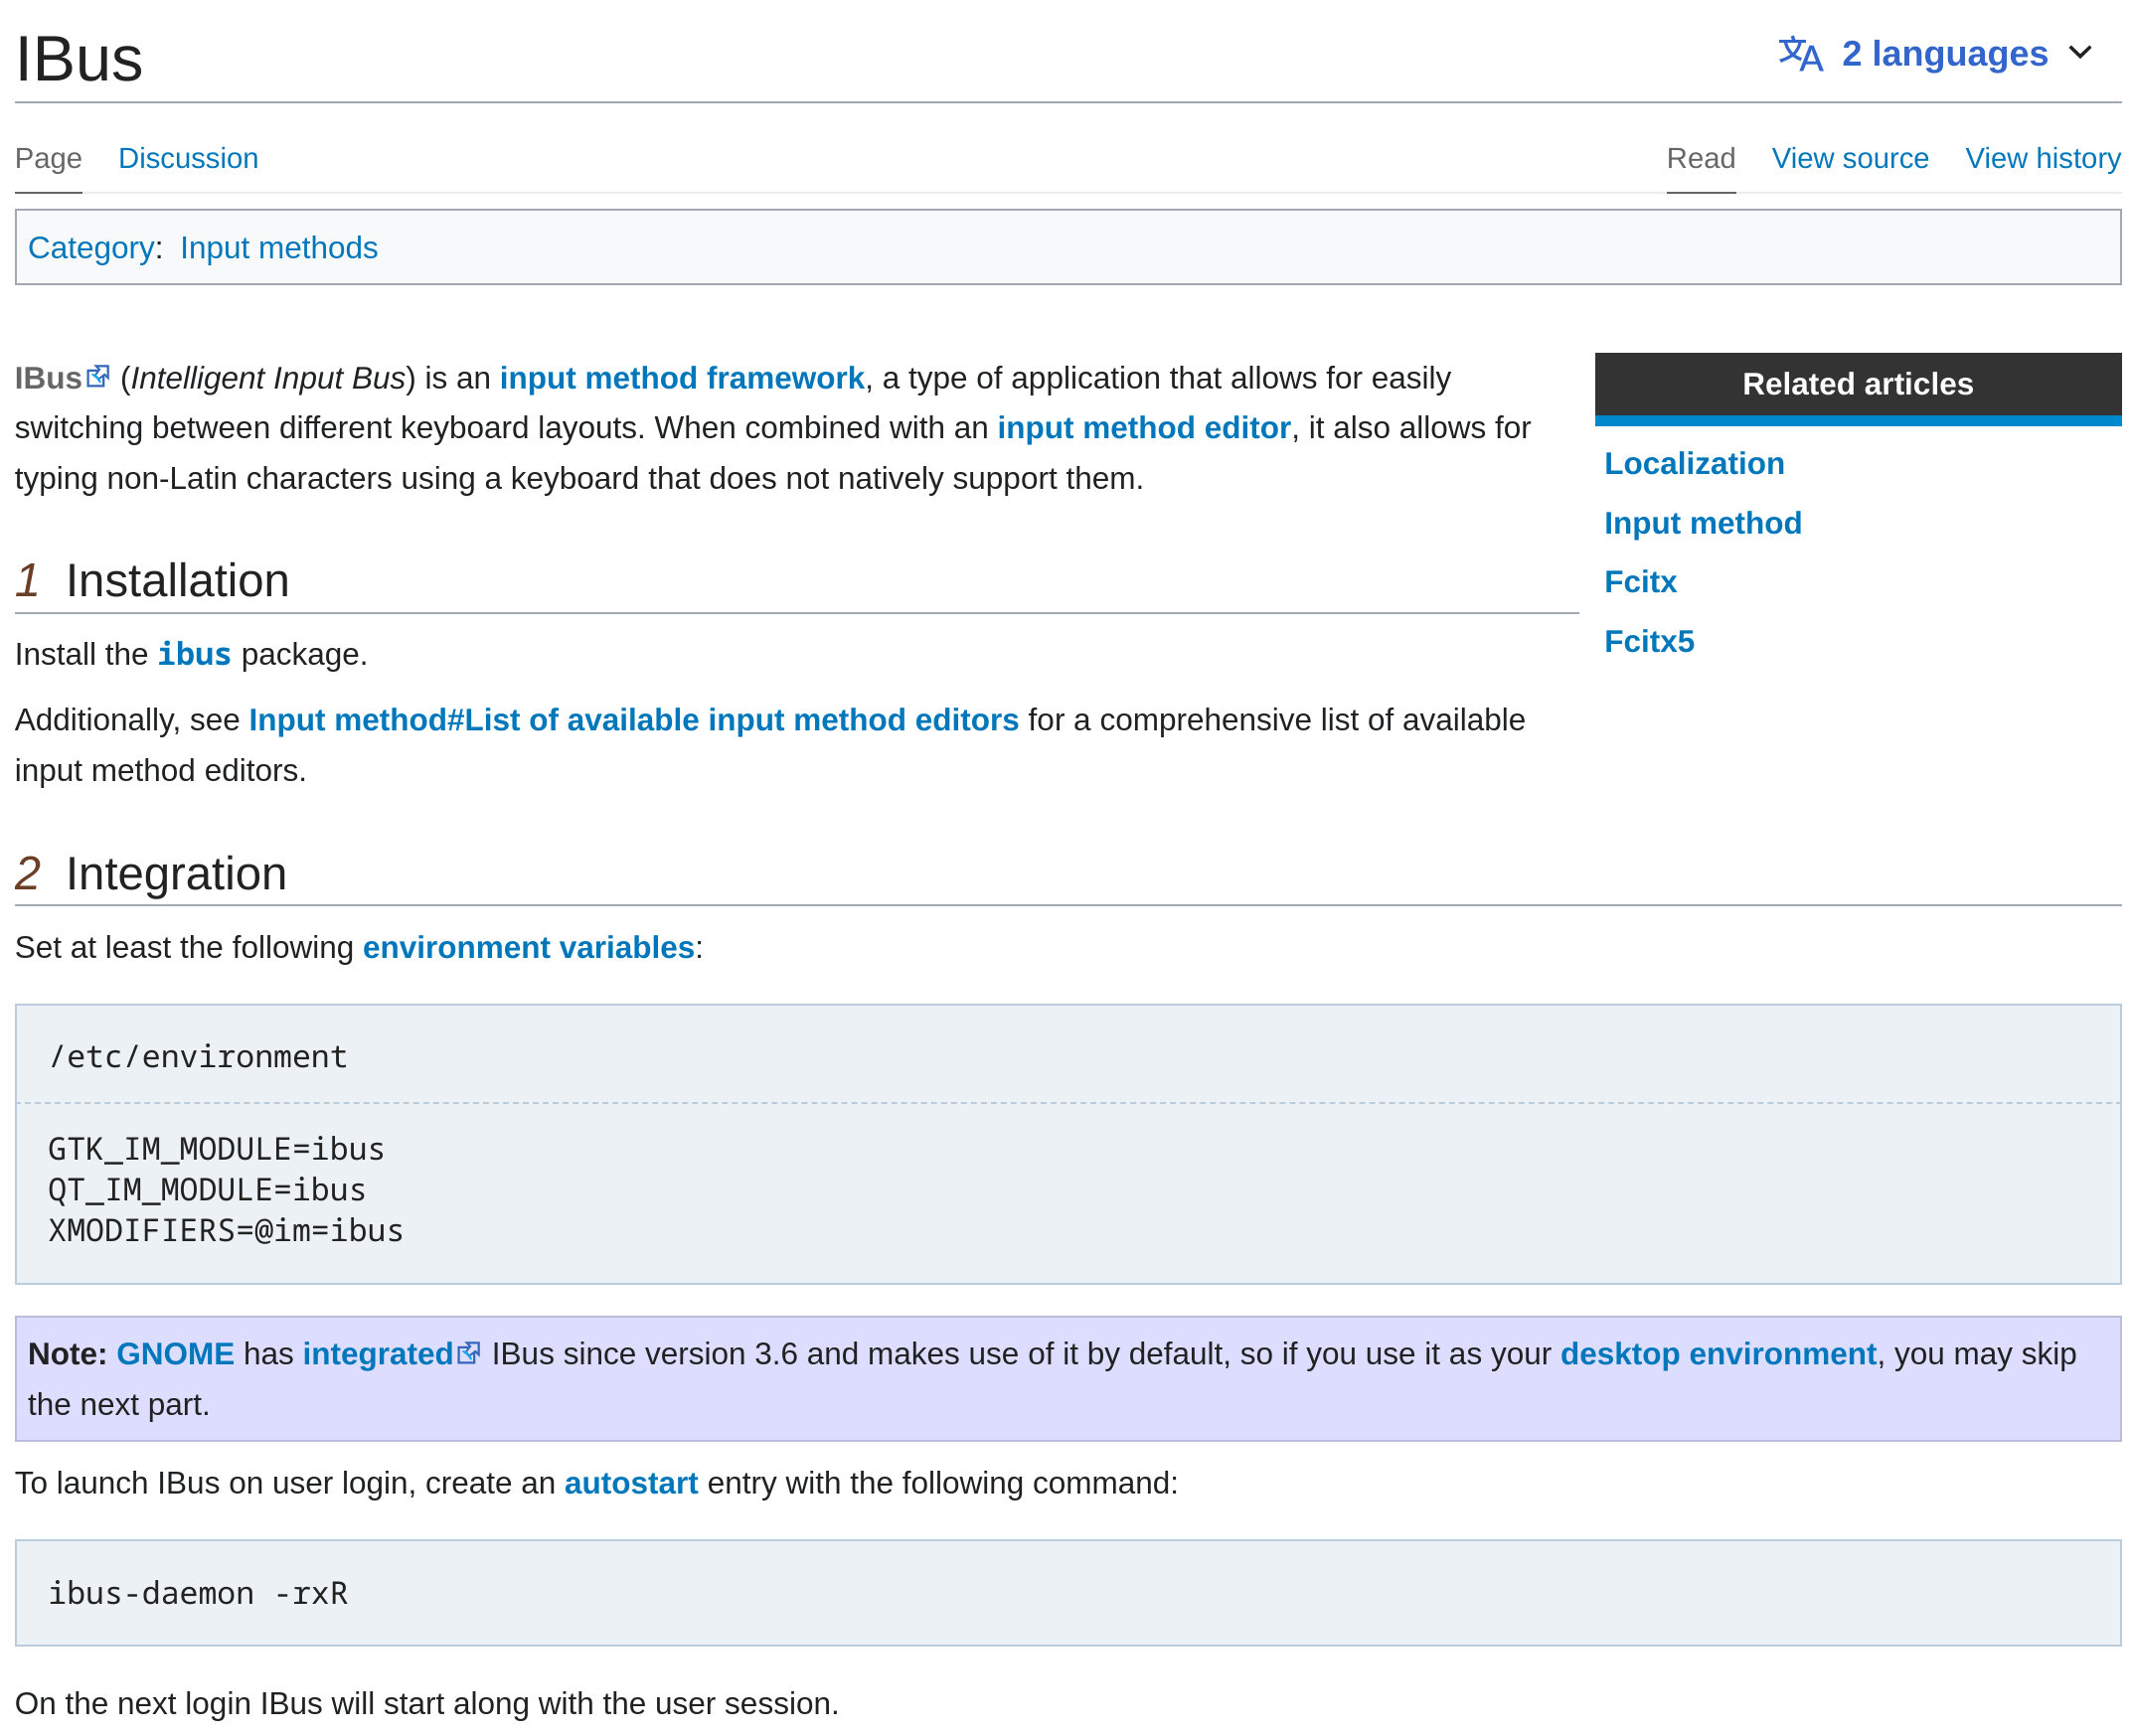 IBus
2 languages
Page Discussion Read View source View history
Category: Input methods
IBus (Intelligent Input Bus) is an input method framework, a type of application that allows for easily
switching between different keyboard layouts. When combined with an input method editor, it also allows for
typing non-Latin characters using a keyboard that does not natively support them.
Related articles
Localization
Input method
Fcitx
Fcitx5
1 Installation
Install the ibus package.
Additionally, see Input method#List of available input method editors for a comprehensive list of available
input method editors.
2 Integration
Set at least the following environment variables:
/etc/environment
GTK_IM_MODULE=ibus
QT_IM_MODULE=ibus
XMODIFIERS=@im=ibus
Note: GNOME has integrated IBus since version 3.6 and makes use of it by default, so if you use it as your desktop environment, you may skip
the next part.
To launch IBus on user login, create an autostart entry with the following command:
ibus-daemon -rxR
On the next login IBus will start along with the user session.